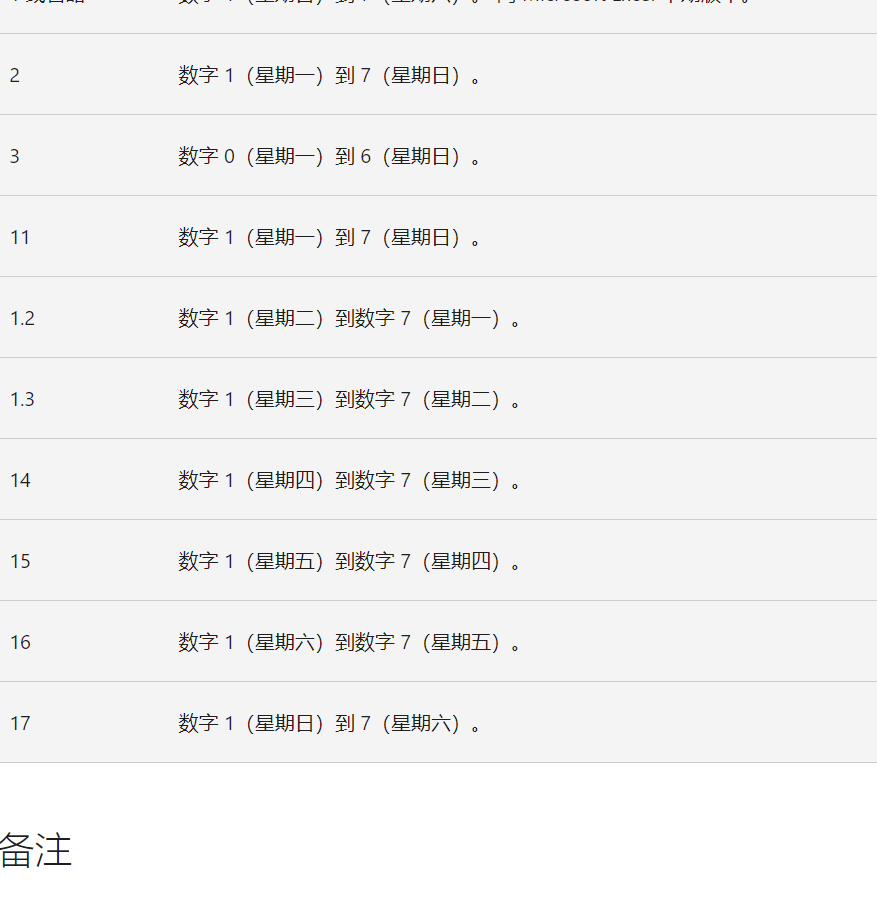 2 数字 1（星期一）到 7（星期日）。
3 数字 0（星期一）到 6（星期日）。
11 数字 1（星期一）到 7（星期日）。
1.2 数字 1（星期二）到数字 7（星期一）。
1.3 数字 1（星期三）到数字 7（星期二）。
14 数字 1（星期四）到数字 7（星期三）。
15 数字 1（星期五）到数字 7（星期四）。
16 数字 1（星期六）到数字 7（星期五）。
17 数字 1（星期日）到 7（星期六）。
备注